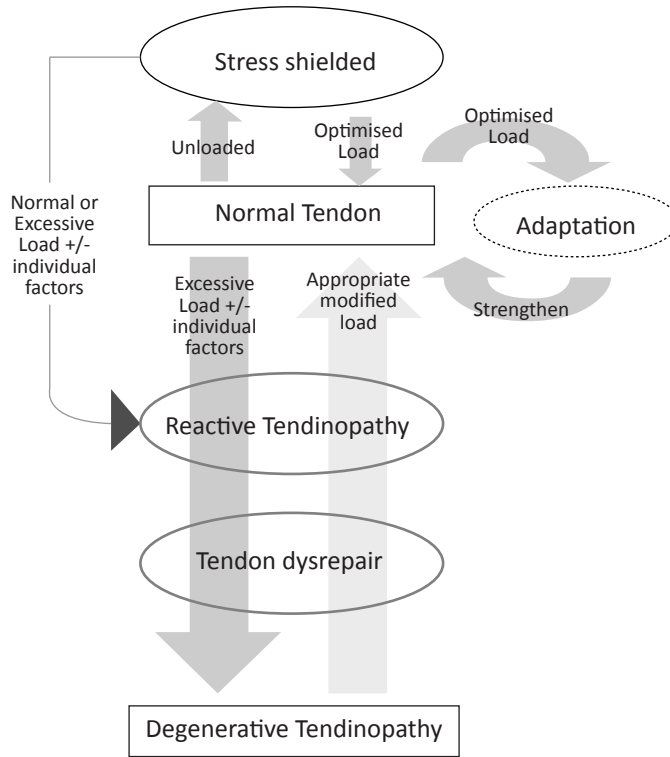 Stress shielded
Unloaded
Optimised
Load
Optimised
Load
Normal or
Excessive
Load +/-
individual
factors
Normal Tendon
Adaptation
Excessive
Load +/-
individual
factors
Appropriate
modified
load
Strengthen
Reactive Tendinopathy
Tendon dysrepair
Degenerative Tendinopathy